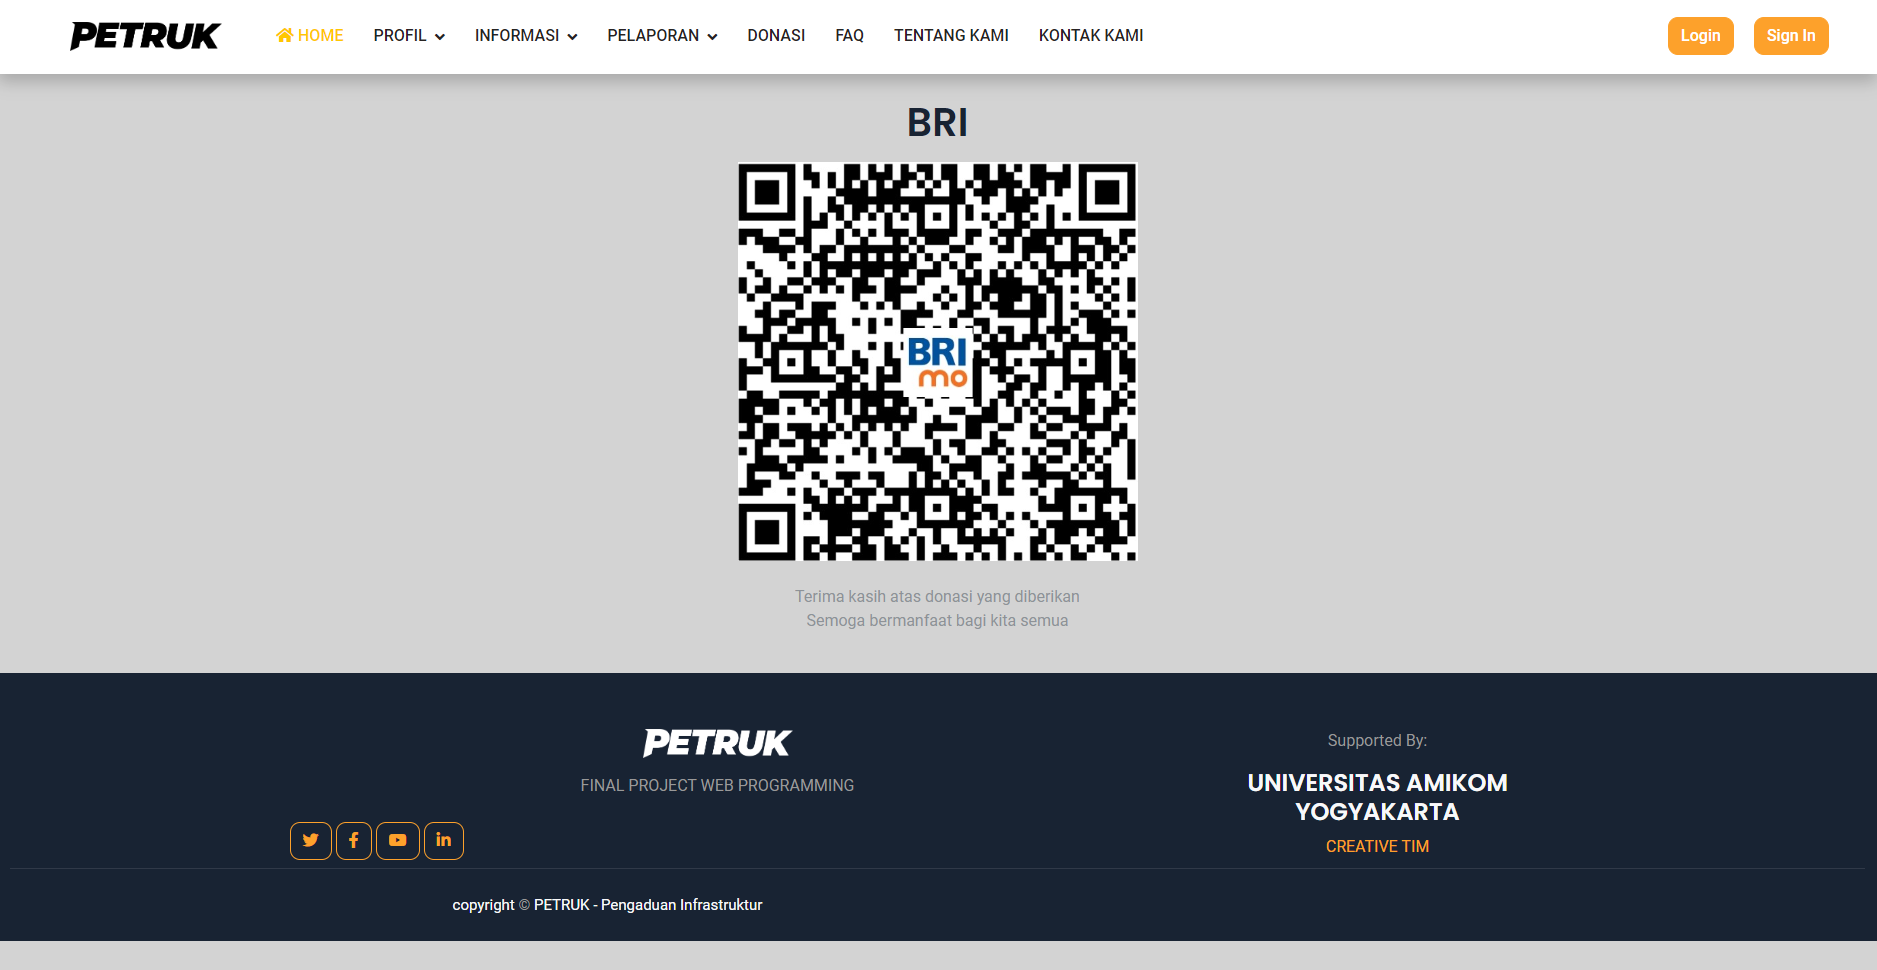 PETRUK
HOME
PROFIL
INFORMASI
PELAPORAN
DONASI
FAQ
TENTANG KAMI
KONTAK KAMI
Login
Sign In
BRI
BRI
mo
Terima kasih atas donasi yang diberikan
Semoga bermanfaat bagi kita semua
PETRUK
FINAL PROJECT WEB PROGRAMMING
Supported By:
UNIVERSITAS AMIKOM
YOGYAKARTA
CREATIVE TIM
copyright © PETRUK - Pengaduan Infrastruktur